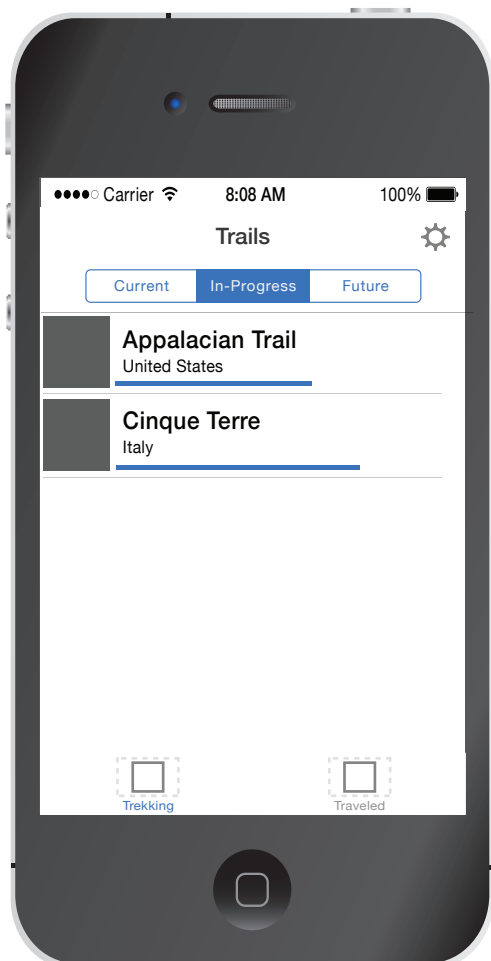 Carrier 8:08 AM 100%
Trails
Current In-Progress Future
Appalacian Trail
United States
Cinque Terre
Italy
Trekking Traveled